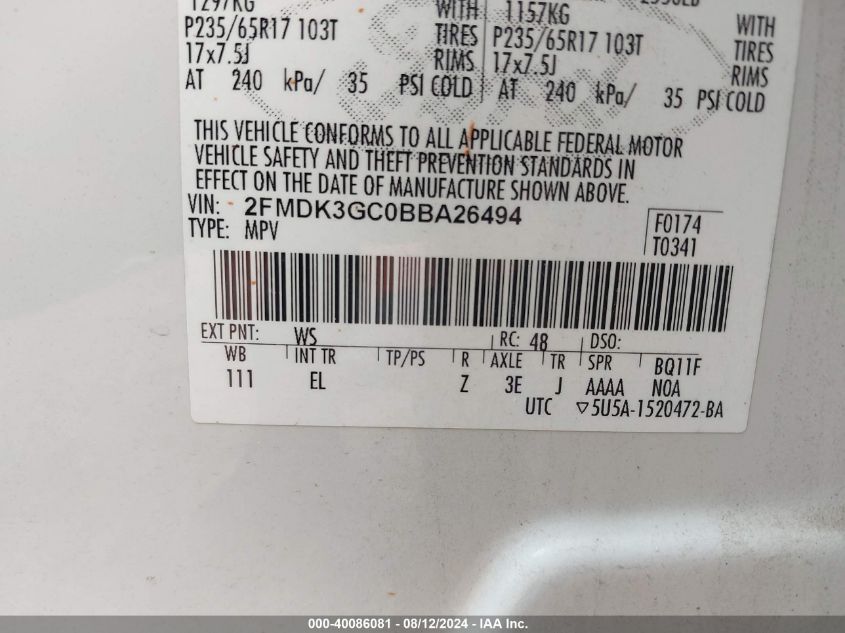 1297KG WITH 1157KG WITH
P235/65R17 103T TIRES P235/65R17 103T TIRES
17x7.5J RIMS 17x7.5J RIMS
AT 240 kPa/ 35 PSI COLD AT 240 kPa/ 35 PSI COLD
THIS VEHICLE CONFORMS TO ALL APPLICABLE FEDERAL MOTOR
VEHICLE SAFETY AND THEFT PREVENTION STANDARDS IN
EFFECT ON THE DATE OF MANUFACTURE SHOWN ABOVE.
VIN: 2FMDK3GC0BBA26494
TYPE: MPV
F0174
T0341
EXT PNT: WS RC: 48 DSO:
WB INT TR TP/PS R AXLE TR SPR BQ11F
111 EL Z 3E J AAAA NOA
UTC ▽5U5A-1520472-BA
000-40086081 - 08/12/2024 - IAA Inc.